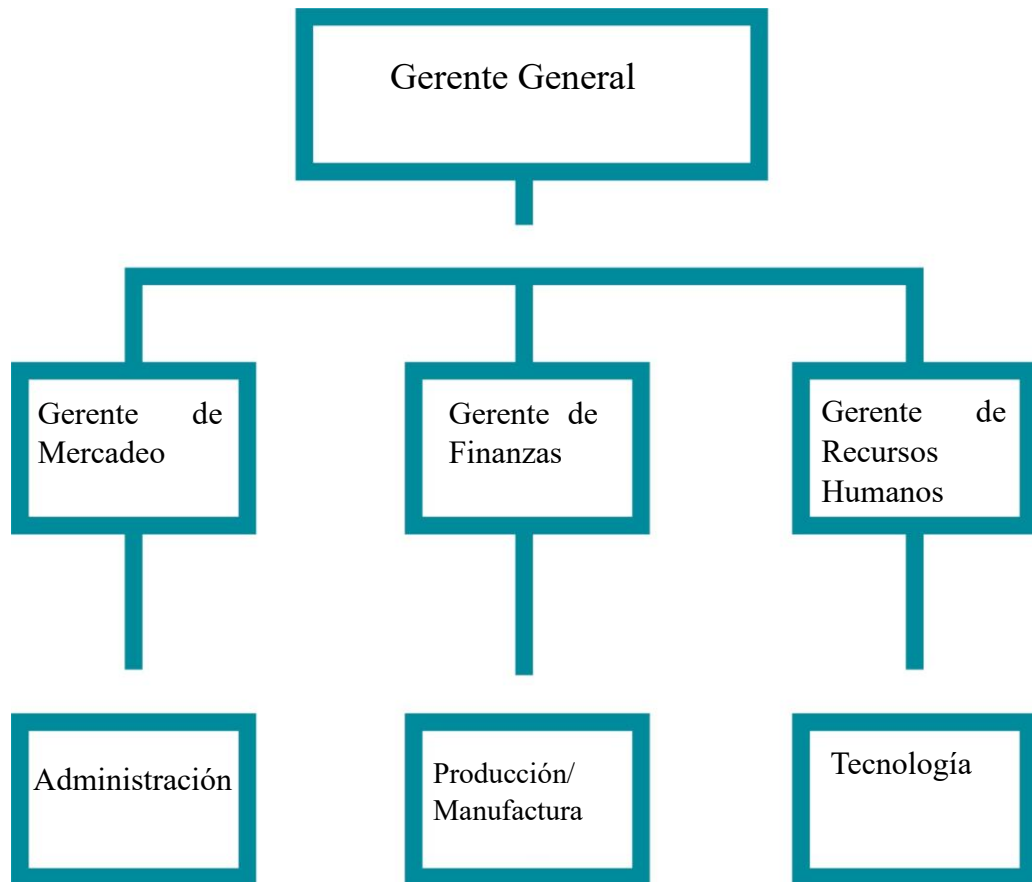 Gerente General
Gerente de
Mercadeo
Gerente de
Finanzas
Gerente de
Recursos
Humanos
Administración
Producción/
Manufactura
Tecnología